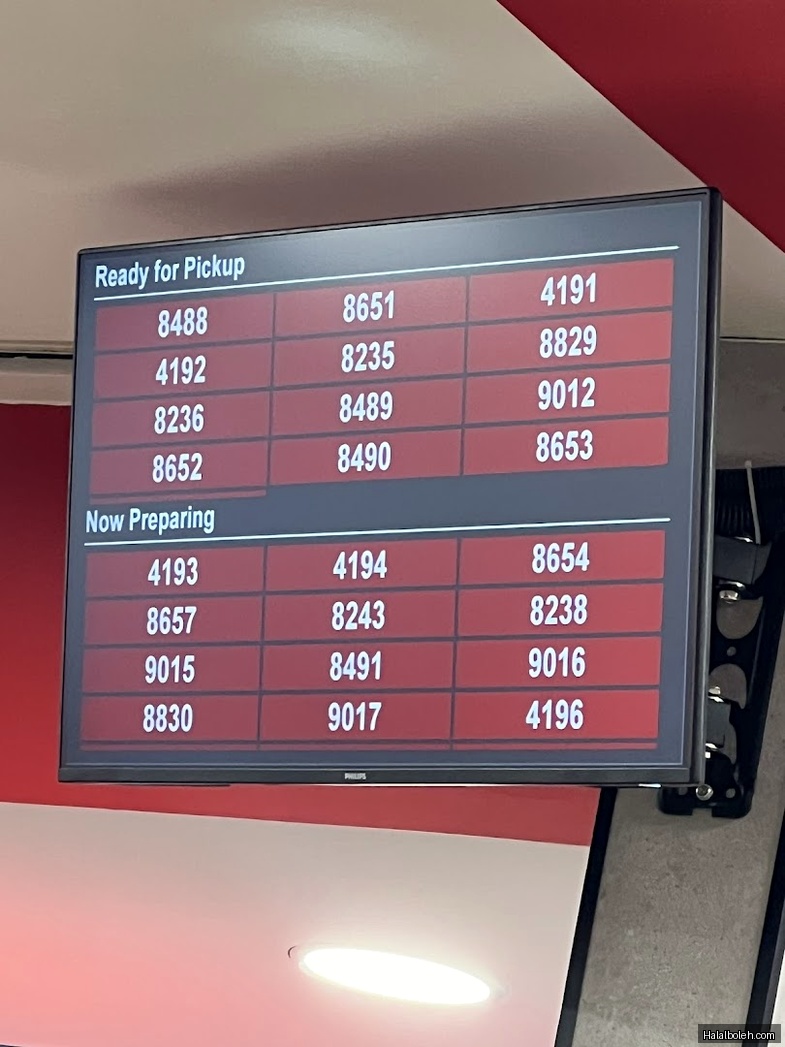 Ready for Pickup
8488 8651 4191
4192 8235 8829
8236 8489 9012
8652 8490 8653
Now Preparing
4193 4194 8654
8657 8243 8238
9015 8491 9016
8830 9017 4196
PHILIPS
Halalboleh.com